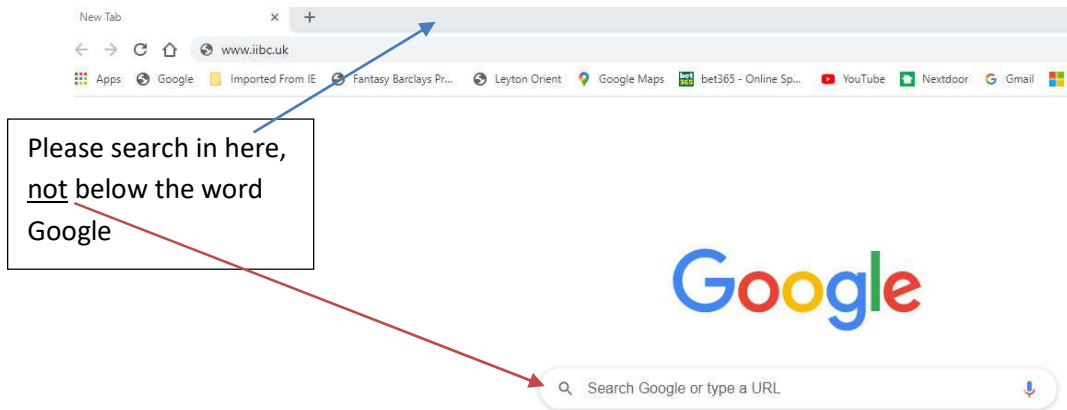 New Tab
www.iibc.uk
Apps Google Imported From IE Fantasy Barclays Pr... Leyton Orient Google Maps bet365 - Online Sp... YouTube Nextdoor Gmail
Please search in here,
not below the word
Google
Google
Search Google or type a URL